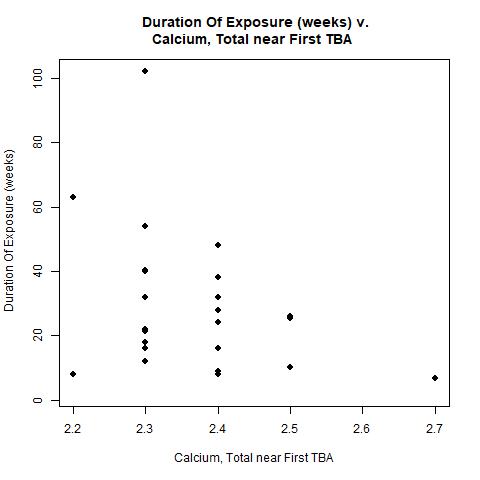 Duration Of Exposure (weeks) v.
Calcium, Total near First TBA
Duration Of Exposure (weeks)
100
80
60
40
20
0
2.2 2.3 2.4 2.5 2.6 2.7
Calcium, Total near First TBA